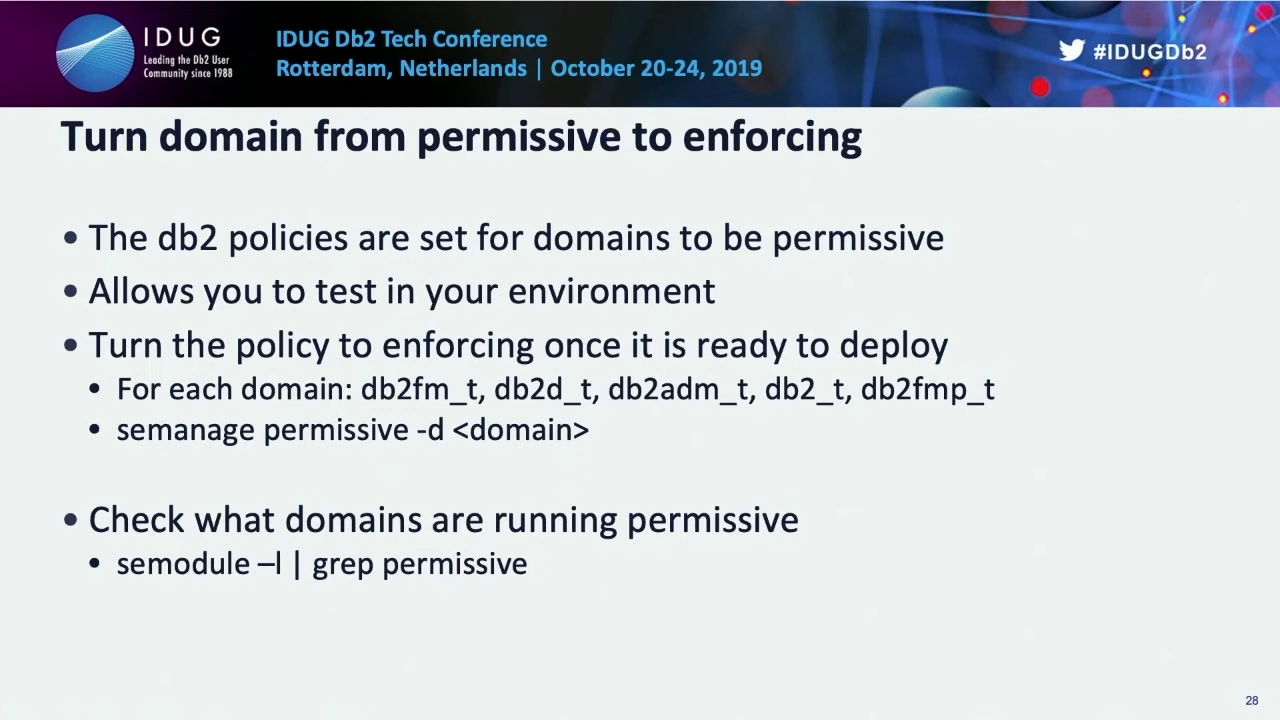 IDUG
Leading the Db2 User
Community since 1988
IDUG Db2 Tech Conference
Rotterdam, Netherlands | October 20-24, 2019
#IDUGDb2
Turn domain from permissive to enforcing
• The db2 policies are set for domains to be permissive
• Allows you to test in your environment
• Turn the policy to enforcing once it is ready to deploy
• For each domain: db2fm_t, db2d_t, db2adm_t, db2_t, db2fmp_t
• semanage permissive -d <domain>
• Check what domains are running permissive
• semodule –l | grep permissive
28